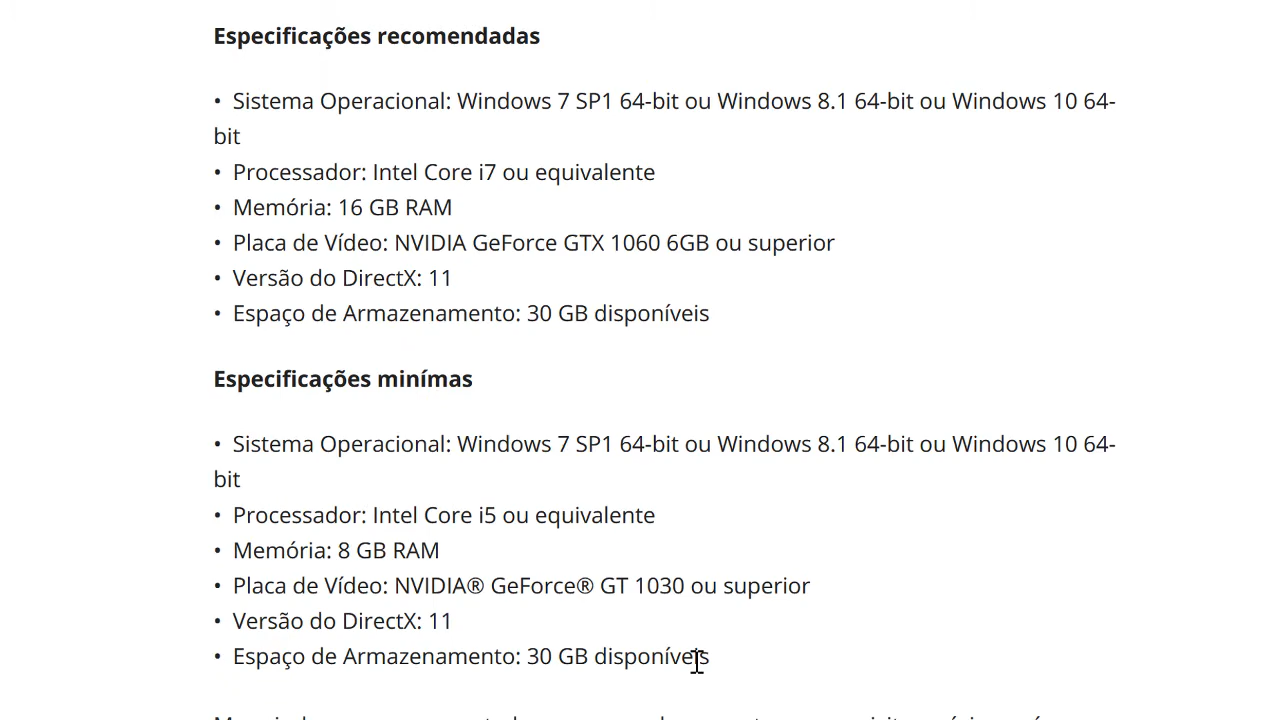 Especificações recomendadas
• Sistema Operacional: Windows 7 SP1 64-bit ou Windows 8.1 64-bit ou Windows 10 64-
bit
• Processador: Intel Core i7 ou equivalente
• Memória: 16 GB RAM
• Placa de Vídeo: NVIDIA GeForce GTX 1060 6GB ou superior
• Versão do DirectX: 11
• Espaço de Armazenamento: 30 GB disponíveis
Especificações minímas
• Sistema Operacional: Windows 7 SP1 64-bit ou Windows 8.1 64-bit ou Windows 10 64-
bit
• Processador: Intel Core i5 ou equivalente
• Memória: 8 GB RAM
• Placa de Vídeo: NVIDIA® GeForce® GT 1030 ou superior
• Versão do DirectX: 11
• Espaço de Armazenamento: 30 GB disponíveis